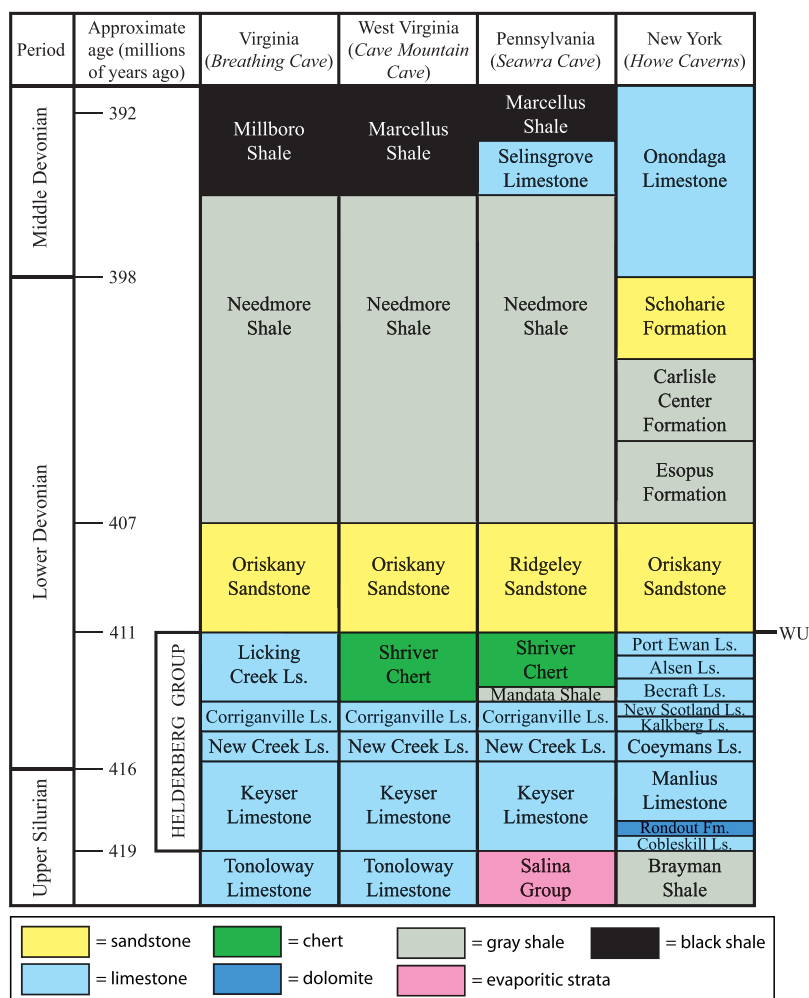 Period
Approximate
age (millions
of years ago)
Virginia
(Breathing Cave)
West Virginia
(Cave Mountain
Cave)
Pennsylvania
(Seawra Cave)
New York
(Howe Caverns)
Middle Devonian
Lower Devonian
Upper Silurian
392
398
407
411
416
419
HELDERBERG GROUP
Millboro
Shale
Needmore
Shale
Oriskany
Sandstone
Licking
Creek Ls.
Corriganville Ls.
New Creek Ls.
Keyser
Limestone
Tonoloway
Limestone
Marcellus
Shale
Needmore
Shale
Oriskany
Sandstone
Shriver
Chert
Corriganville Ls.
New Creek Ls.
Keyser
Limestone
Tonoloway
Limestone
Marcellus
Shale
Selinsgrove
Limestone
Needmore
Shale
Ridgeley
Sandstone
Shriver
Chert
Mandata Shale
Corriganville Ls.
New Creek Ls.
Keyser
Limestone
Salina
Group
Onondaga
Limestone
Schoharie
Formation
Carlisle
Center
Formation
Esopus
Formation
Oriskany
Sandstone
Port Ewan Ls.
Alsen Ls.
Becraft Ls.
New Scotland Ls.
Kalkberg Ls.
Coeymans Ls.
Manlius
Limestone
Rondout Fm.
Cobleskill Ls.
Brayman
Shale
WU
= sandstone
= chert
= gray shale
= black shale
= limestone
= dolomite
= evaporitic strata